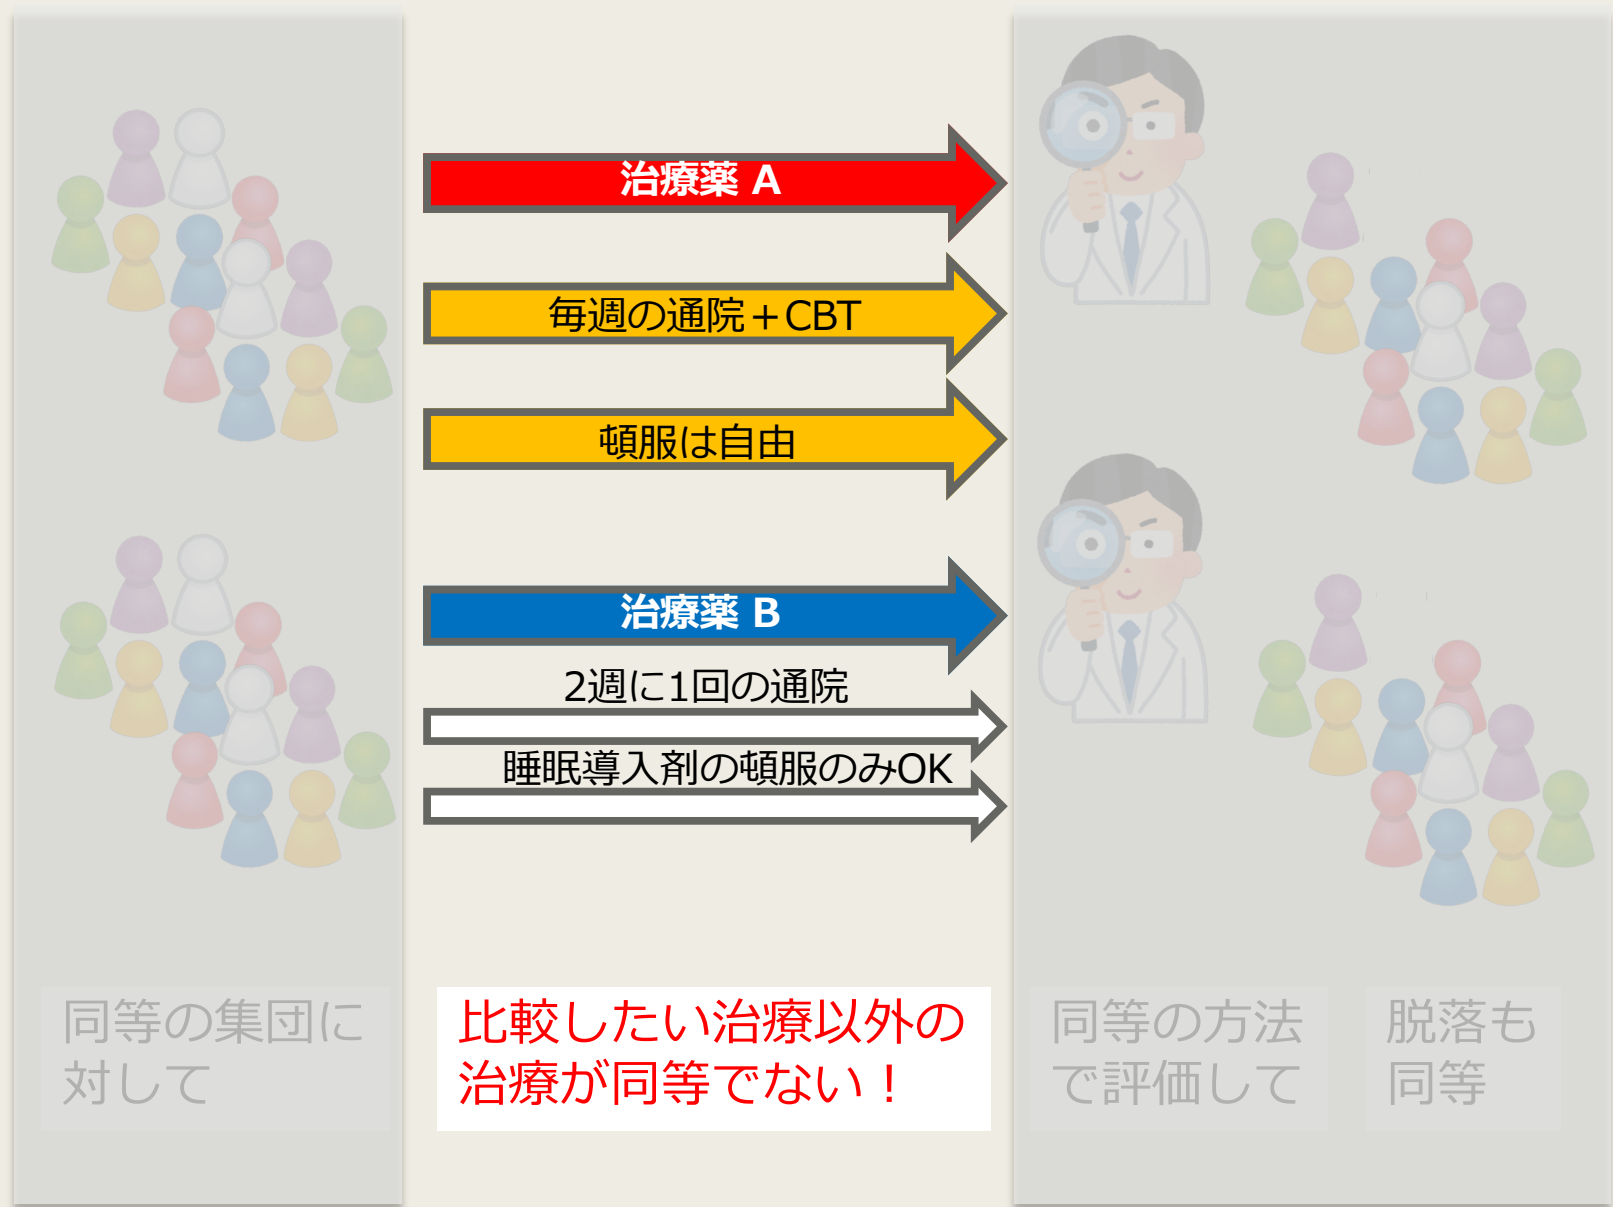 治療薬 A
毎週の通院＋CBT
頓服は自由
治療薬 B
2週に1回の通院
睡眠導入剤の頓服のみOK
同等の集団に
対して
比較したい治療以外の
治療が同等でない！
同等の方法
で評価して
脱落も
同等